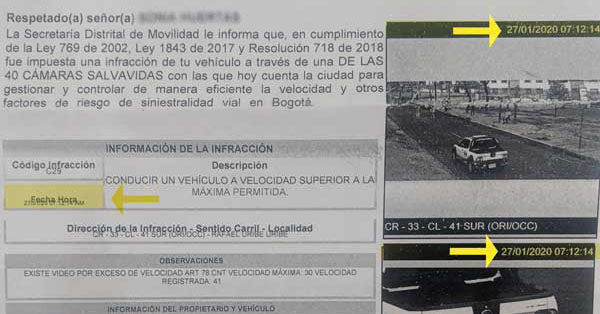 Respetado(a) señor(a)
La Secretaría Distrital de Movilidad le informa que, en cumplimiento
de la Ley 769 de 2002, Ley 1843 de 2017 y Resolución 718 de 2018
fue impuesta una infracción de tu vehículo a través de una DE LAS
40 CÁMARAS SALVAVIDAS con las que hoy cuenta la ciudad para
gestionar y controlar de manera eficiente la velocidad y otros
factores de riesgo de siniestralidad vial en Bogotá.
INFORMACIÓN DE LA INFRACCIÓN
Código Infracción
C29
Descripción
CONDUCIR UN VEHÍCULO A VELOCIDAD SUPERIOR A LA
MÁXIMA PERMITIDA.
Fecha Hora
Dirección de la Infracción - Sentido Carril - Localidad
CR - 33 - CL - 41 SUR (ORI/OCC) - RAFAEL URIBE URIBE
OBSERVACIONES
EXISTE VIDEO POR EXCESO DE VELOCIDAD ART 78 CNT VELOCIDAD MÁXIMA: 30 VELOCIDAD
REGISTRADA: 41
INFORMACIÓN DEL PROPIETARIO Y VEHÍCULO
27/01/2020 07:12:14
CR - 33 - CL - 41 SUR (ORI/OCC)
27/01/2020 07:12:14